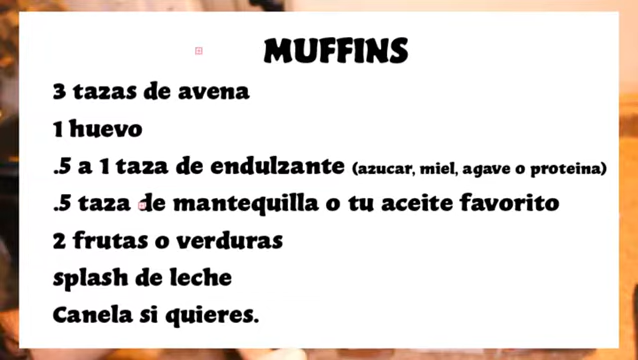 MUFFINS
3 tazas de avena
1 huevo
.5 a 1 taza de endulzante (azucar, miel, agave o proteina)
.5 taza de mantequilla o tu aceite favorito
2 frutas o verduras
splash de leche
Canela si quieres.